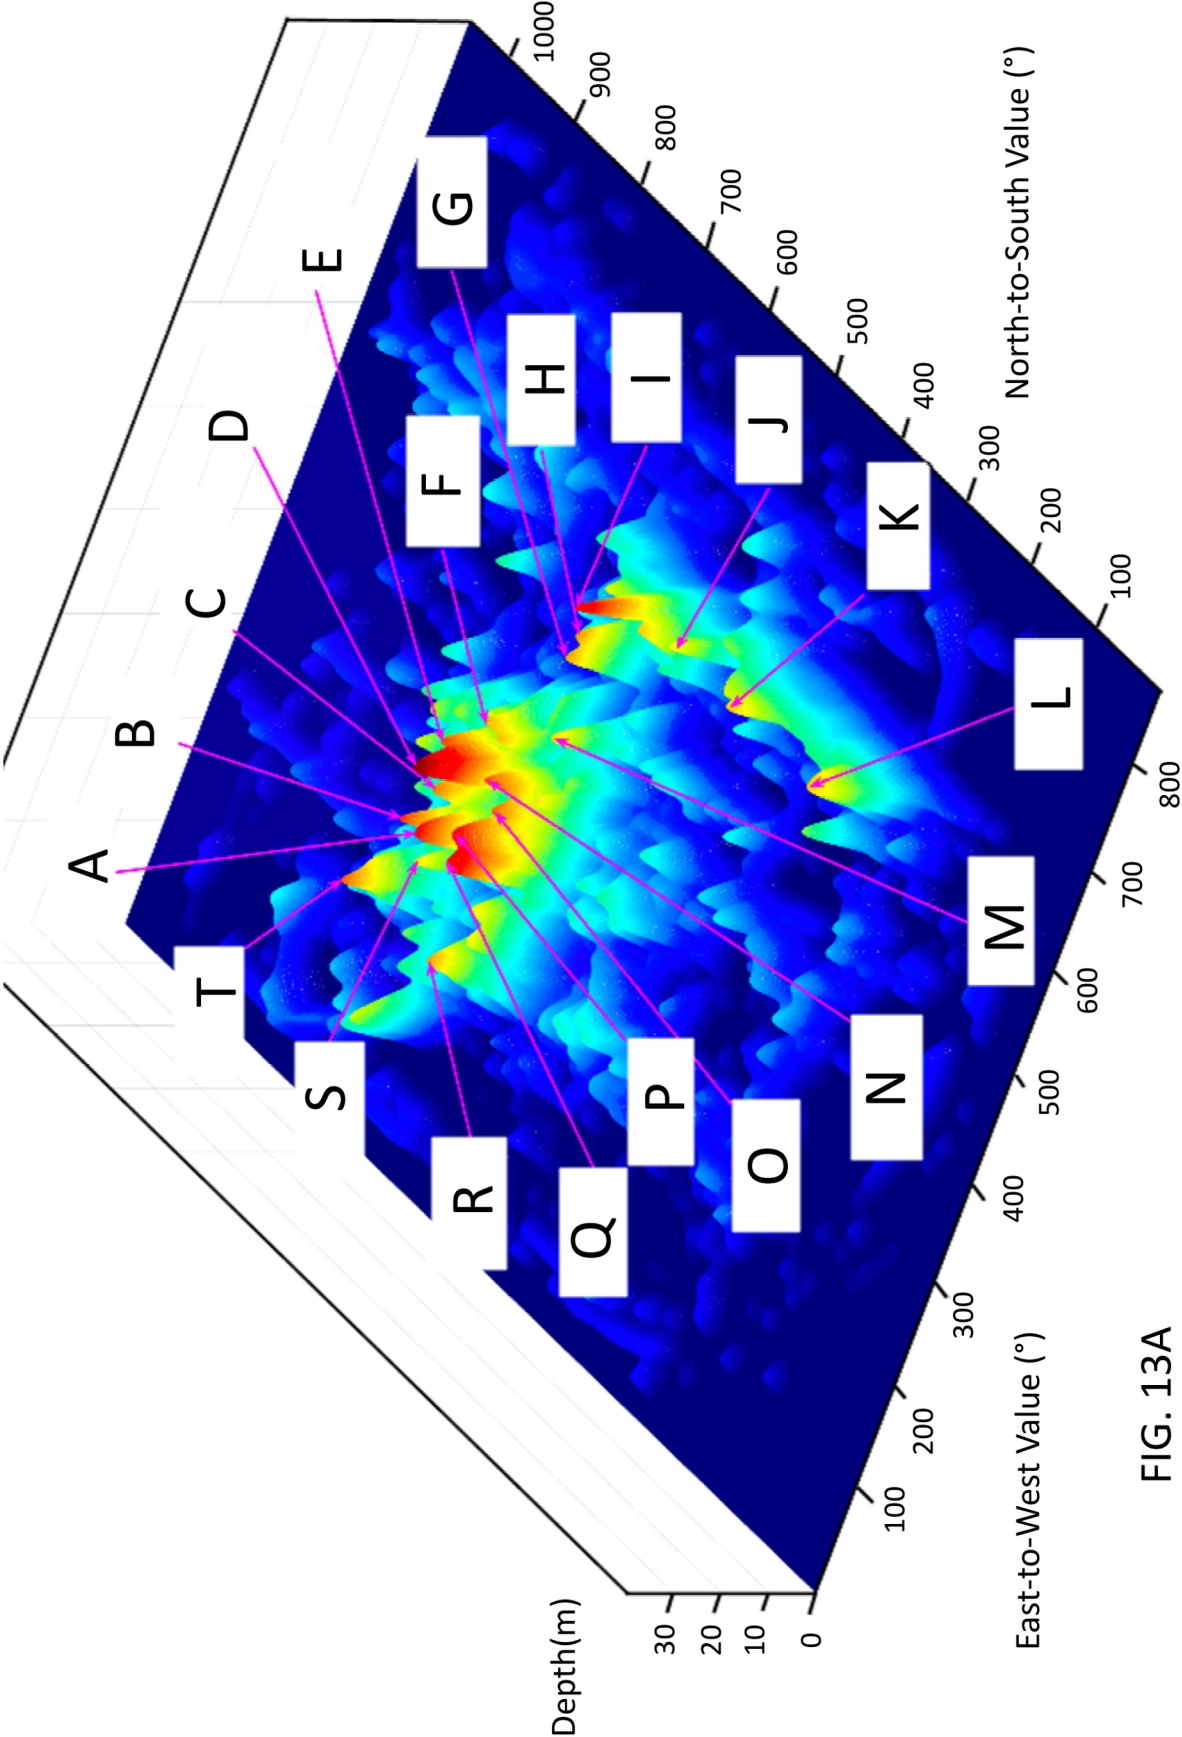 A
B
C
D
E
F
G
H
I
J
K
L
M
N
O
P
Q
R
S
T
Depth(m)
30
20
10
0
100
200
300
400
500
600
700
800
East-to-West Value (°)
100
200
300
400
500
600
700
800
900
1000
North-to-South Value (°)
FIG. 13A